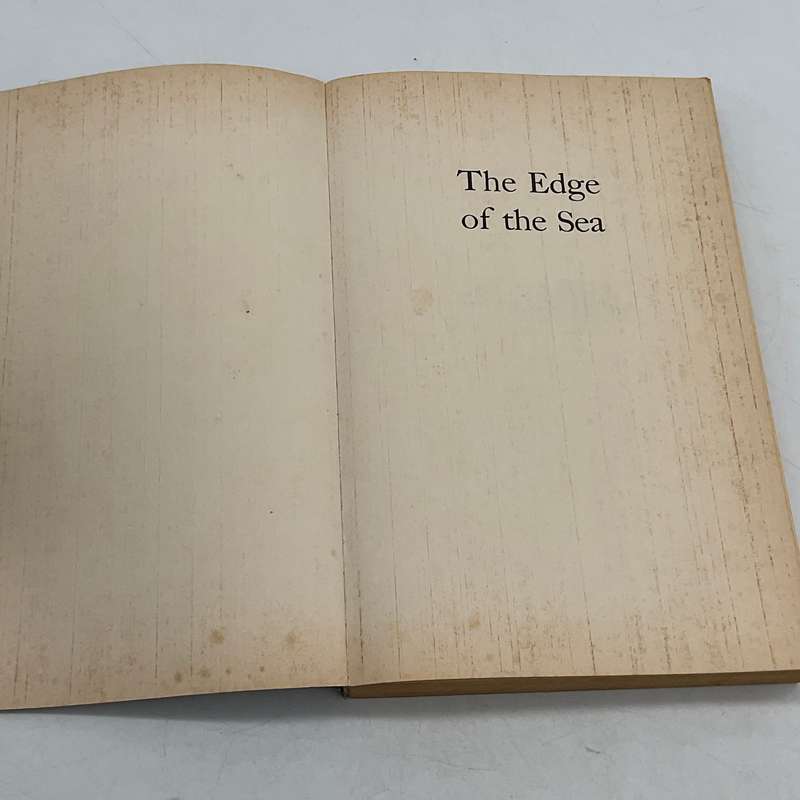 The Edge
of the Sea